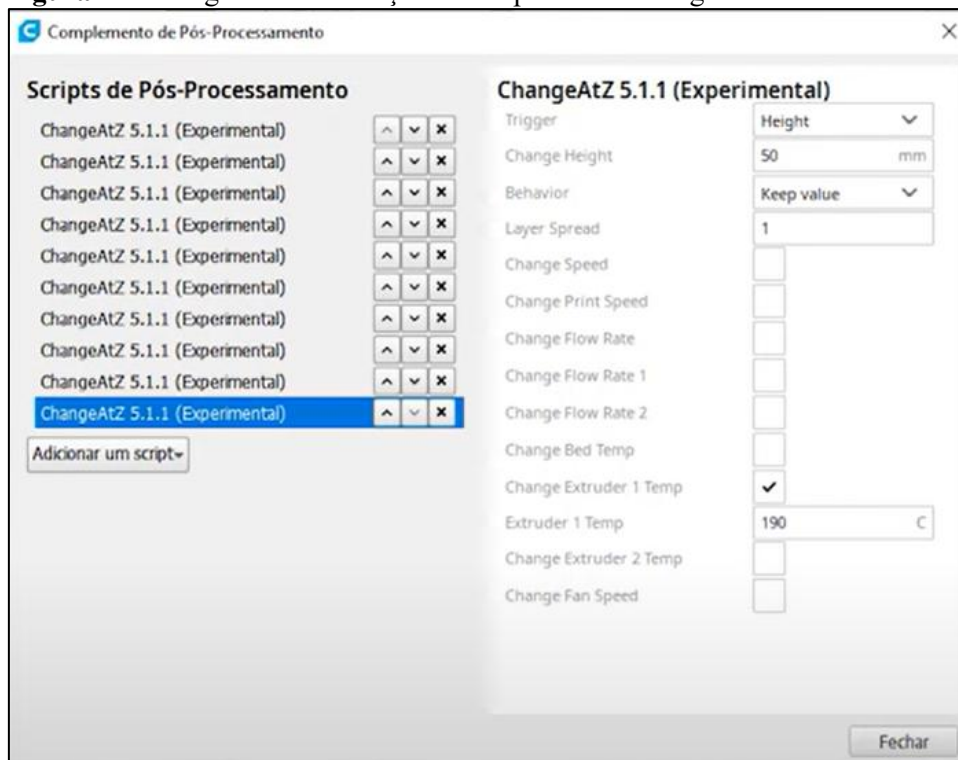 Complemento de Pós-Processamento
Scripts de Pós-Processamento
ChangeAtZ 5.1.1 (Experimental)
ChangeAtZ 5.1.1 (Experimental)
ChangeAtZ 5.1.1 (Experimental)
ChangeAtZ 5.1.1 (Experimental)
ChangeAtZ 5.1.1 (Experimental)
ChangeAtZ 5.1.1 (Experimental)
ChangeAtZ 5.1.1 (Experimental)
ChangeAtZ 5.1.1 (Experimental)
ChangeAtZ 5.1.1 (Experimental)
ChangeAtZ 5.1.1 (Experimental)
Adicionar um script
ChangeAtZ 5.1.1 (Experimental)
Trigger Height
Change Height 50 mm
Behavior Keep value
Layer Spread 1
Change Speed
Change Print Speed
Change Flow Rate
Change Flow Rate 1
Change Flow Rate 2
Change Bed Temp
Change Extruder 1 Temp
Extruder 1 Temp 190 C
Change Extruder 2 Temp
Change Fan Speed
Fechar